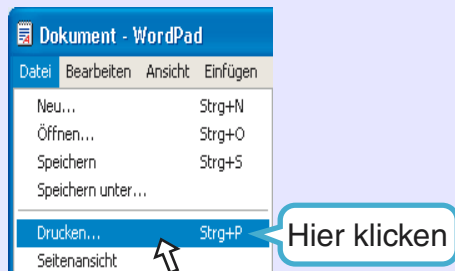 Dokument - WordPad
Datei Bearbeiten Ansicht Einfügen
Neu... Strg+N
Öffnen... Strg+O
Speichern Strg+S
Speichern unter...
Drucken... Strg+P
Hier klicken
Seitenansicht